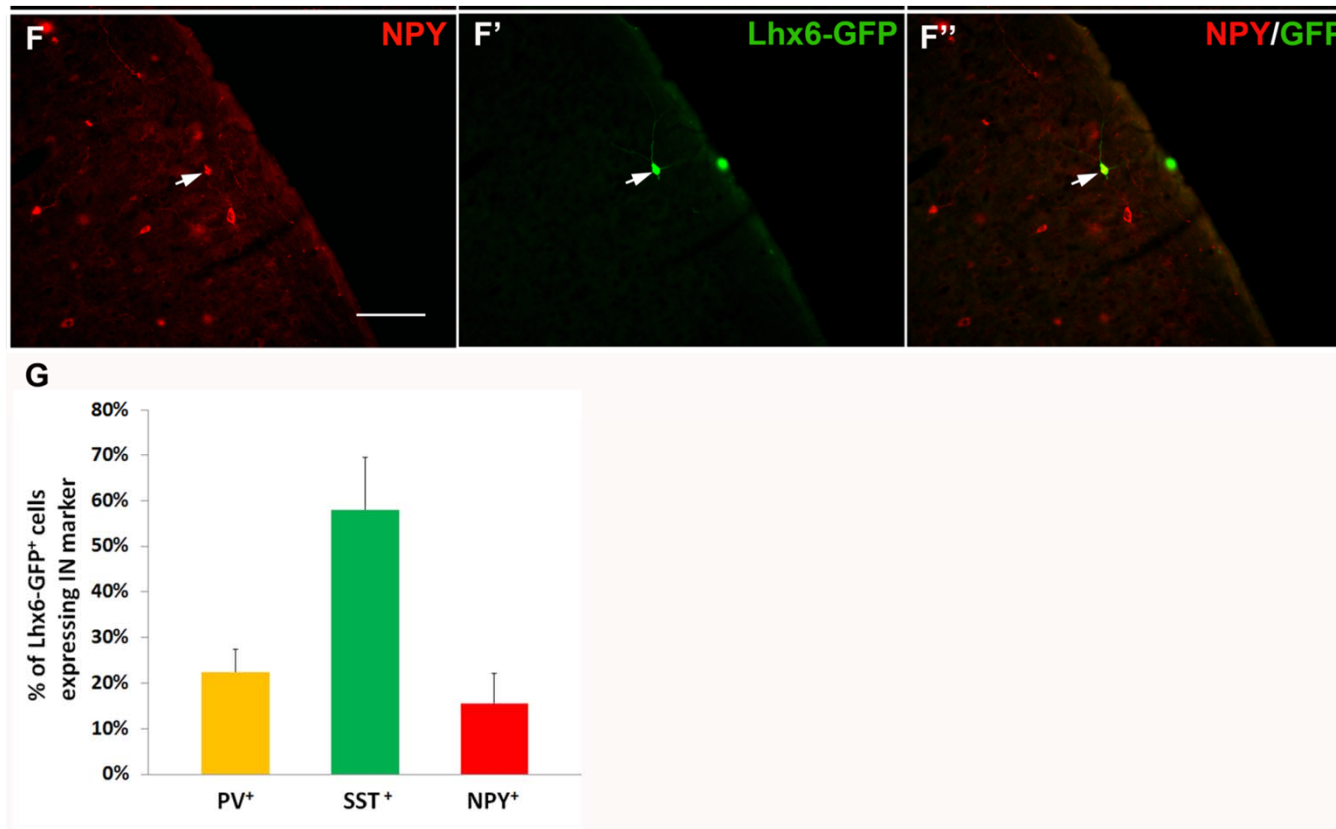 F NPY
F' Lhx6-GFP
F'' NPY/GFP
G
% of Lhx6-GFP⁺ cells
expressing IN marker
80%
70%
60%
50%
40%
30%
20%
10%
0%
PV⁺ SST⁺ NPY⁺